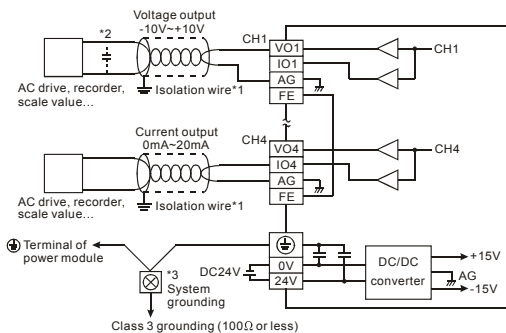 Voltage output
-10V~+10V
*2
CH1
VO1
IO1
AG
FE
CH1
AC drive, recorder,
scale value...
Isolation wire*1
Current output
0mA~20mA
CH4
VO4
IO4
AG
FE
CH4
AC drive, recorder,
scale value...
Isolation wire*1
Terminal of
power module
*3
System
grounding
DC24V
0V
24V
DC/DC
converter
+15V
AG
-15V
Class 3 grounding (100Ω or less)